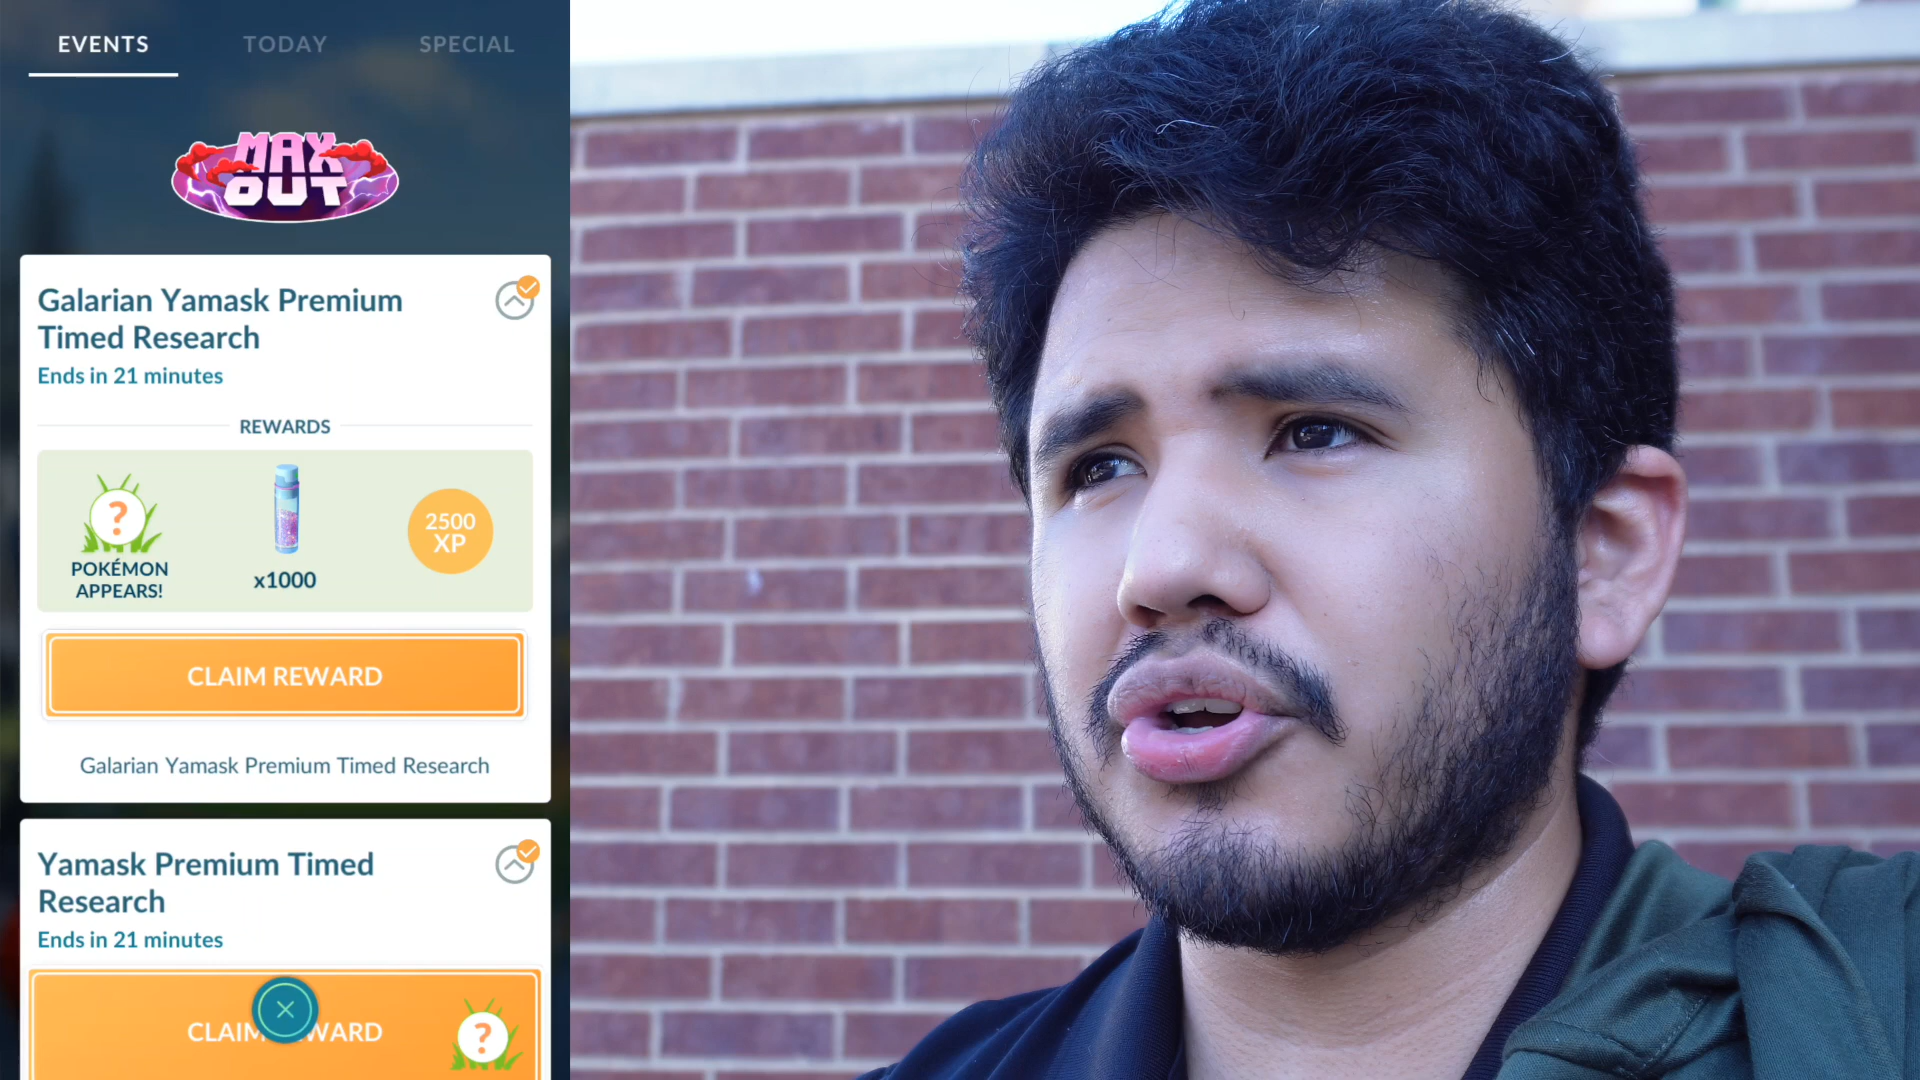 EVENTS TODAY SPECIAL
MAX
OUT
Galarian Yamask Premium
Timed Research
Ends in 21 minutes
REWARDS
POKÉMON
APPEARS!
x1000
2500
XP
CLAIM REWARD
Galarian Yamask Premium Timed Research
Yamask Premium Timed
Research
Ends in 21 minutes
CLAIM